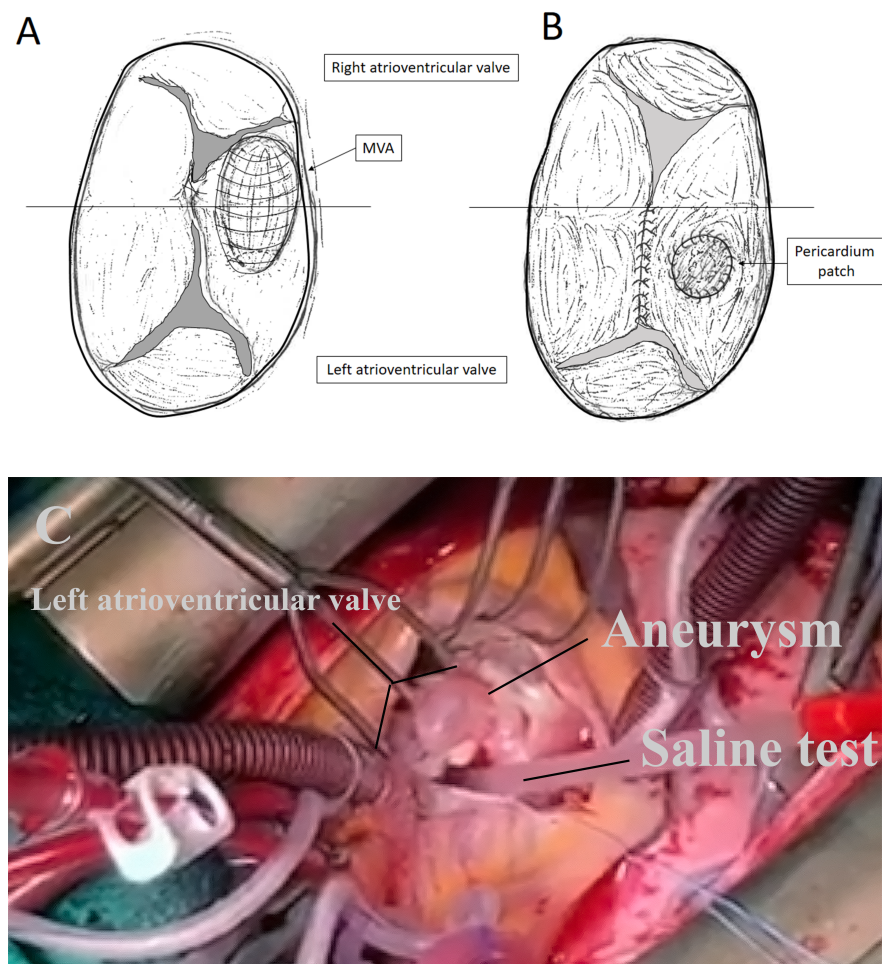 A
B
Right atrioventricular valve
MVA
Pericardium
patch
Left atrioventricular valve
C
Left atrioventricular valve
Aneurysm
Saline test